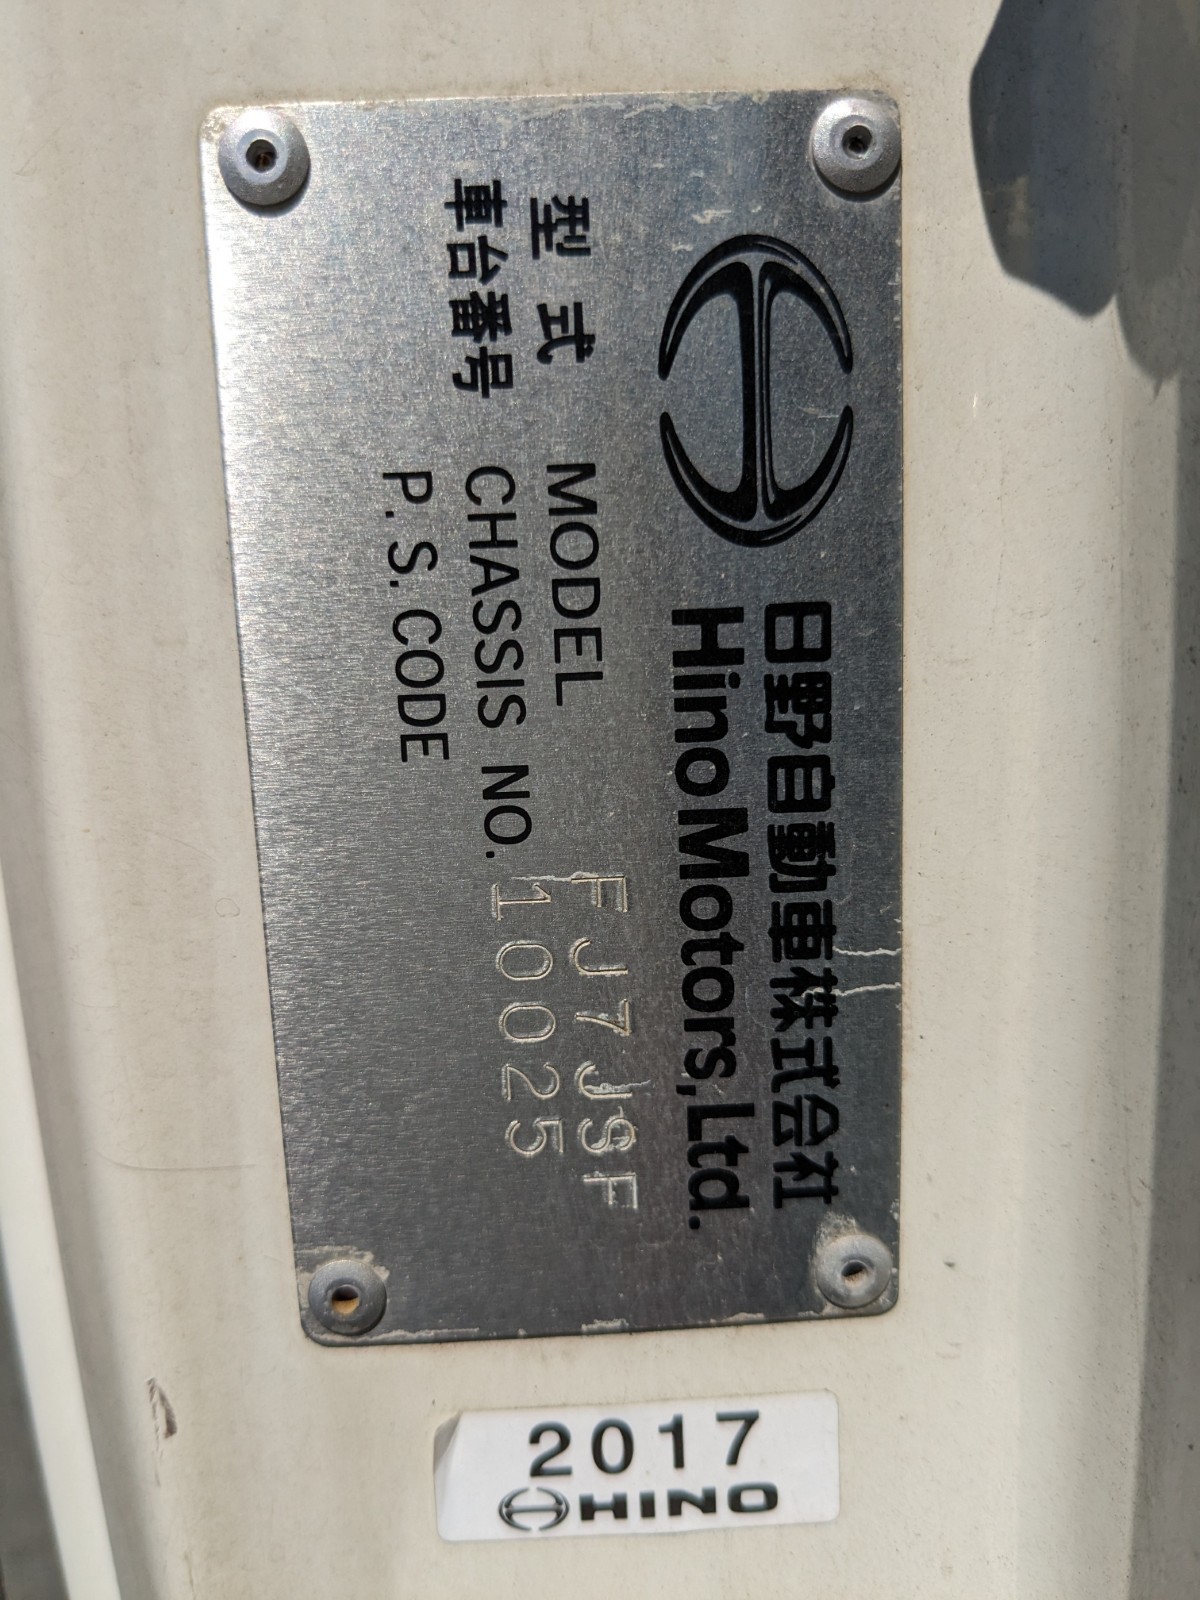 日野自動車株式会社
Hino Motors, Ltd.
型式 MODEL FJ7JSF
車台番号 CHASSIS NO. 10025
P. S. CODE
2017
HINO